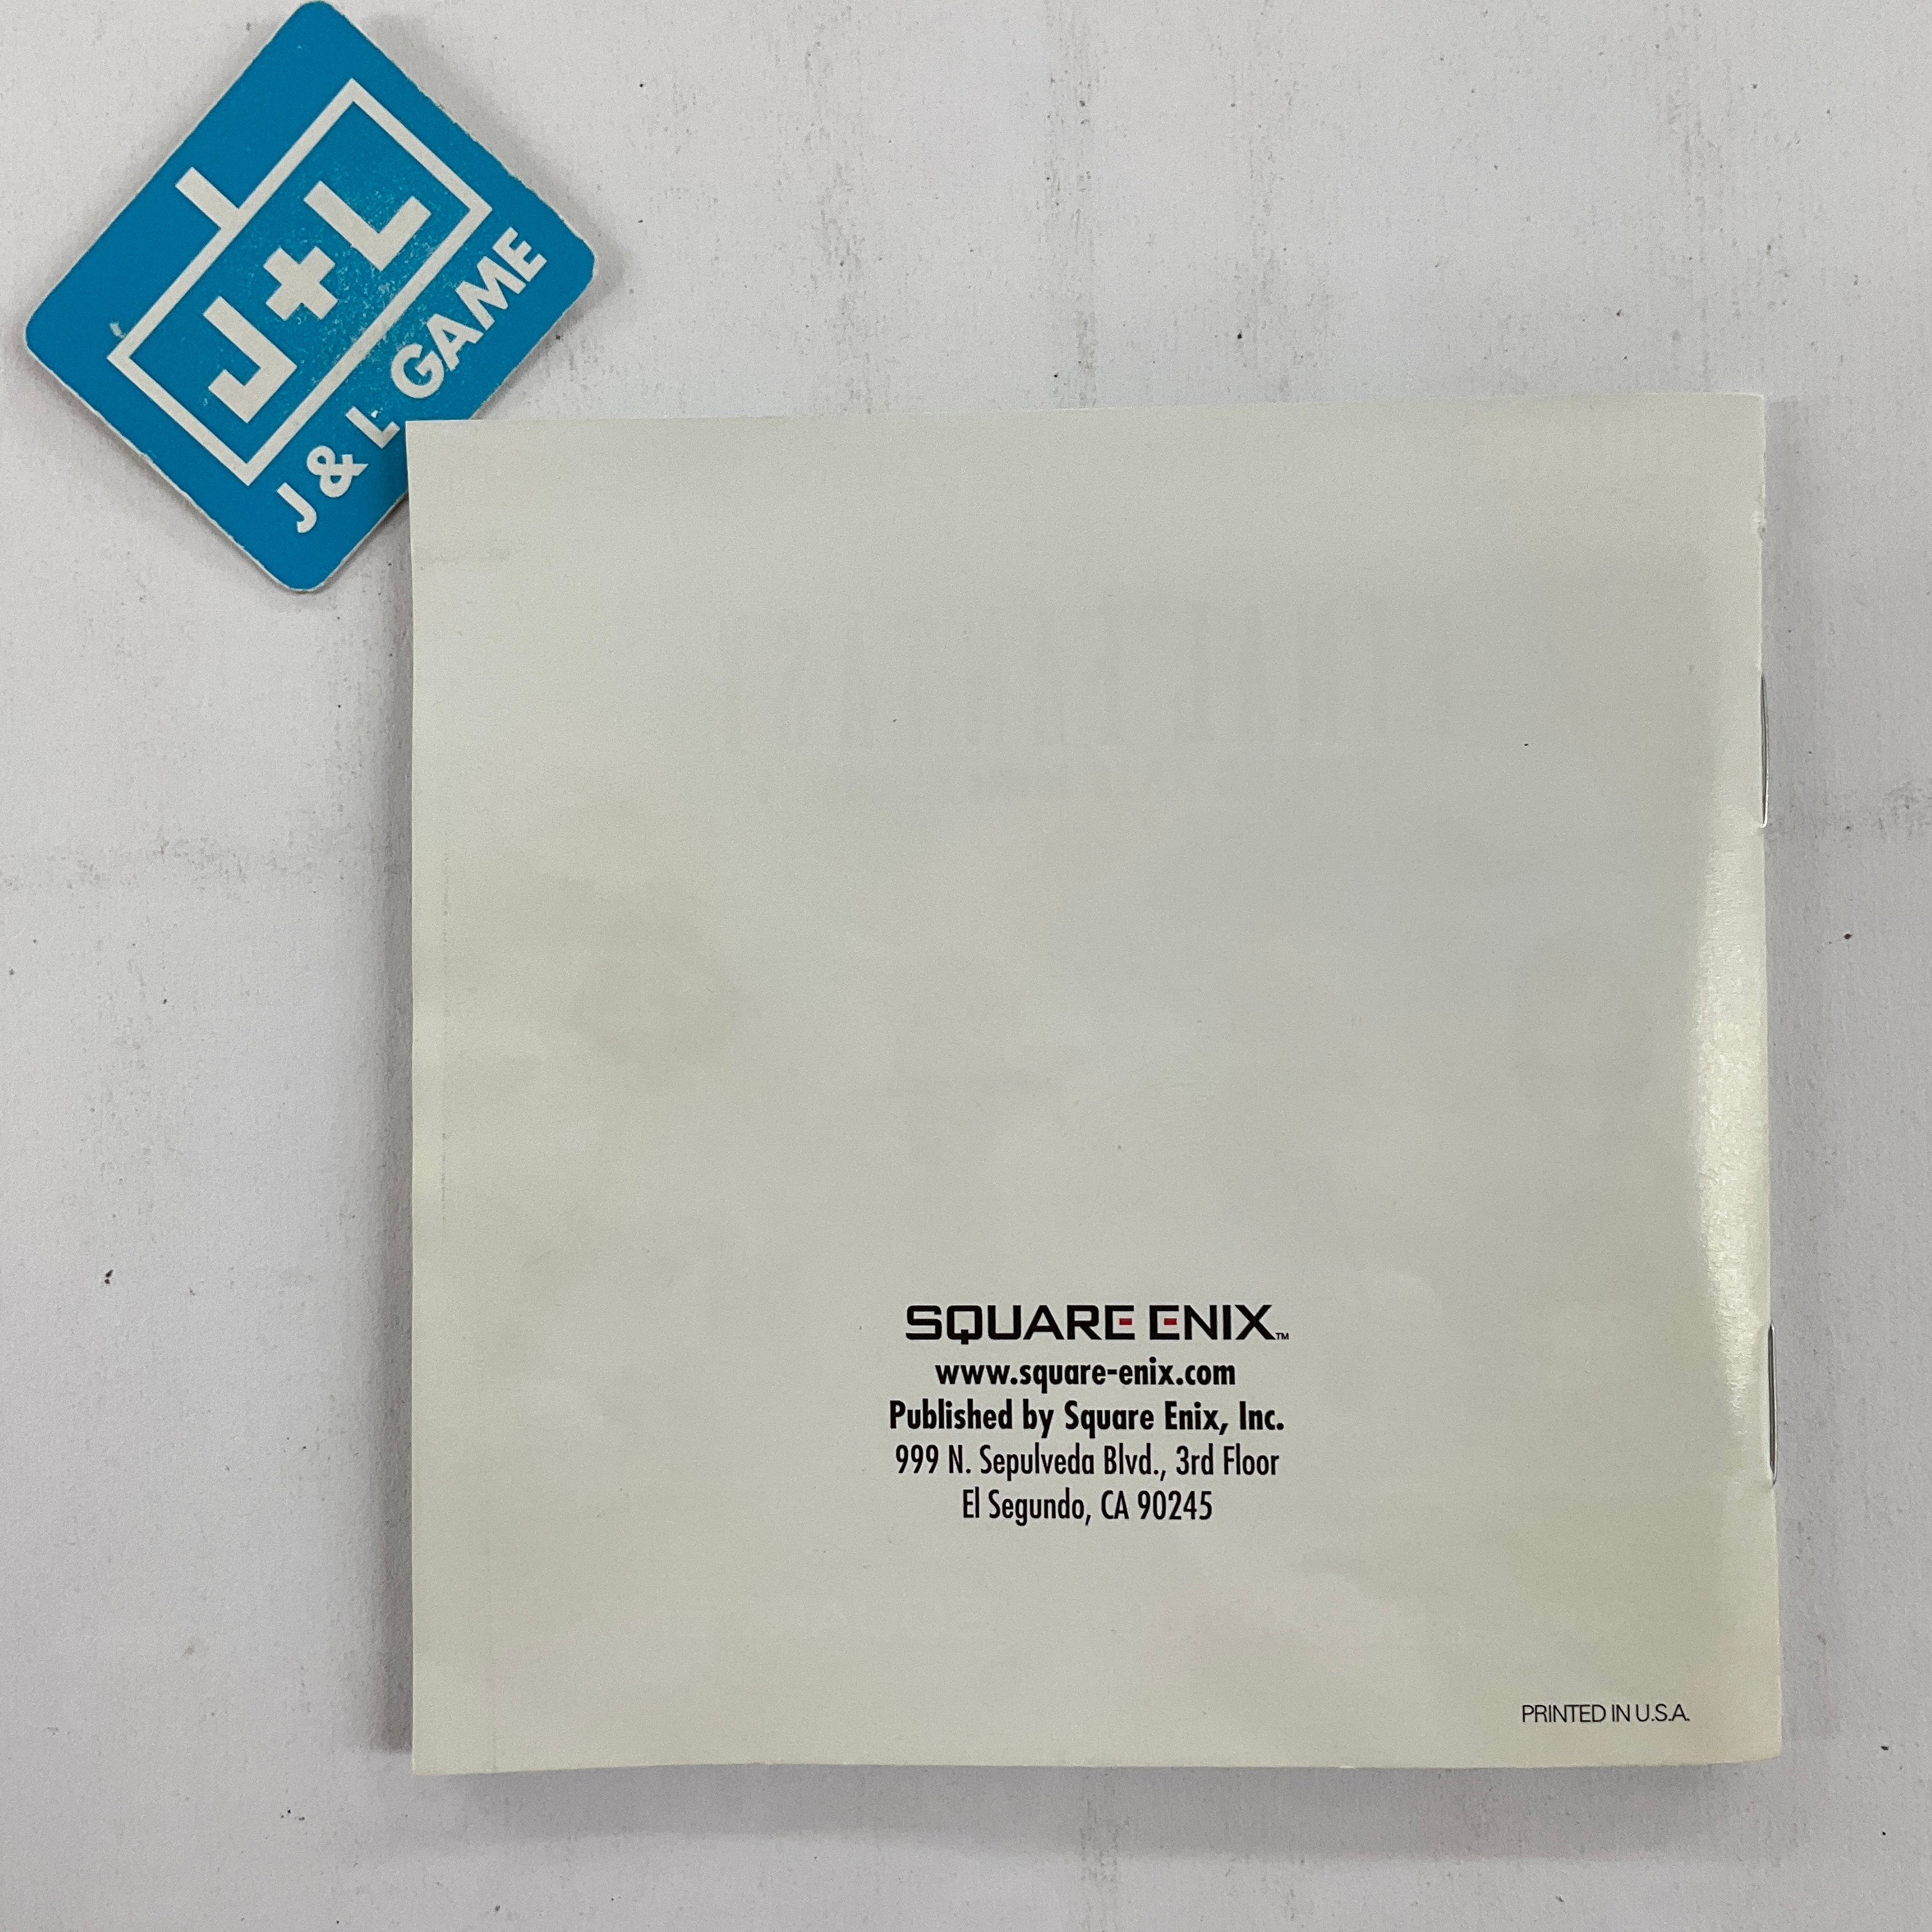 J+L
J & L GAME
SQUARE ENIX™
www.square-enix.com
Published by Square Enix, Inc.
999 N. Sepulveda Blvd., 3rd Floor
El Segundo, CA 90245
PRINTED IN U.S.A.